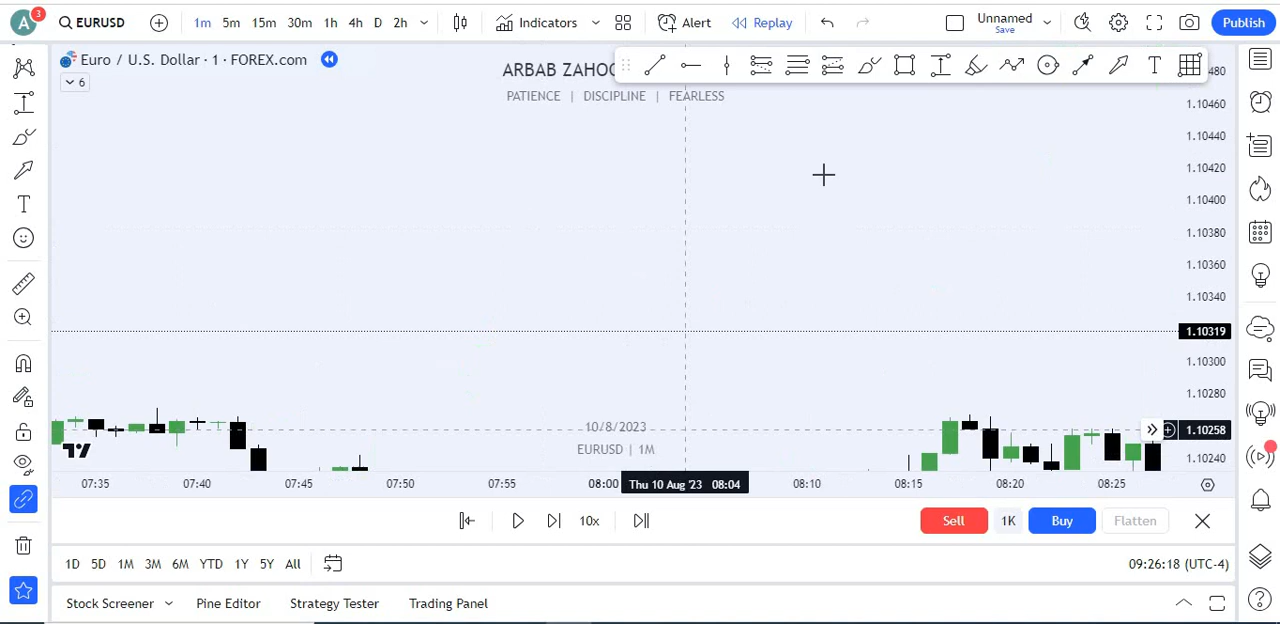 A 3 EURUSD 1m 5m 15m 30m 1h 4h D 2h Indicators Alert Replay Unnamed Save Publish
Euro / U.S. Dollar · 1 · FOREX.com
6
ARBAB ZAHOO
PATIENCE | DISCIPLINE | FEARLESS
480
1.10460
1.10440
1.10420
1.10400
1.10380
1.10360
1.10340
1.10319
1.10300
1.10280
1.10258
1.10240
10/8/2023
EURUSD | 1M
07:35 07:40 07:45 07:50 07:55 08:00 Thu 10 Aug '23 08:04 08:10 08:15 08:20 08:25
10x Sell 1K Buy Flatten
1D 5D 1M 3M 6M YTD 1Y 5Y All 09:26:18 (UTC-4)
Stock Screener Pine Editor Strategy Tester Trading Panel